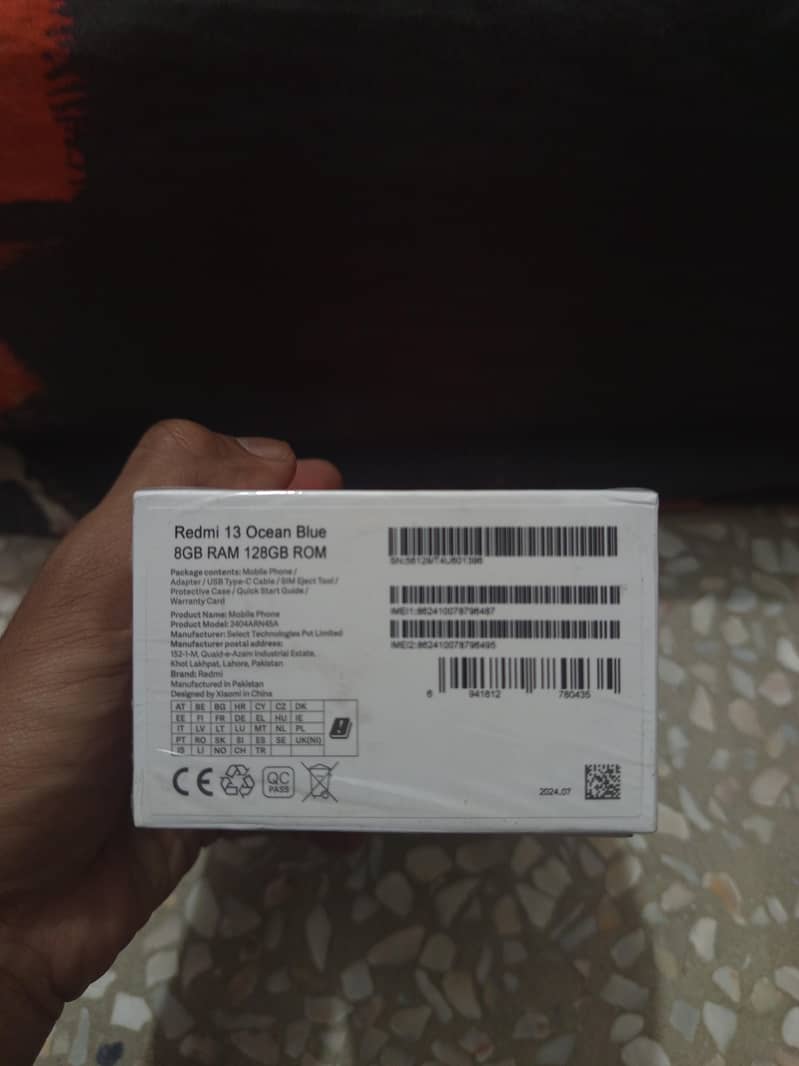 Redmi 13 Ocean Blue
8GB RAM 128GB ROM
Package contents: Mobile Phone /
Adapter / USB Type-C Cable / SIM Eject Tool /
Protective Case / Quick Start Guide /
Warranty Card
Product Name: Mobile Phone
Product Model: 2404ARN45A
Manufacturer: Select Technologies Pvt Limited
Manufacturer postal address:
152-1-M, Quaid-e-Azam Industrial Estate,
Khot Lakhpat, Lahore, Pakistan
Brand: Redmi
Manufactured in Pakistan
Designed by Xiaomi in China
AT BE BG HR CY CZ DK
EE FI FR DE EL HU IE
IT LV LT LU MT NL PL
PT RO SK SI ES SE UK(NI)
IS LI NO CH TR
CE
QC
PASS
IMEI1:862410078796487
IMEI2:862410078796495
6 941812 780435
2024.07